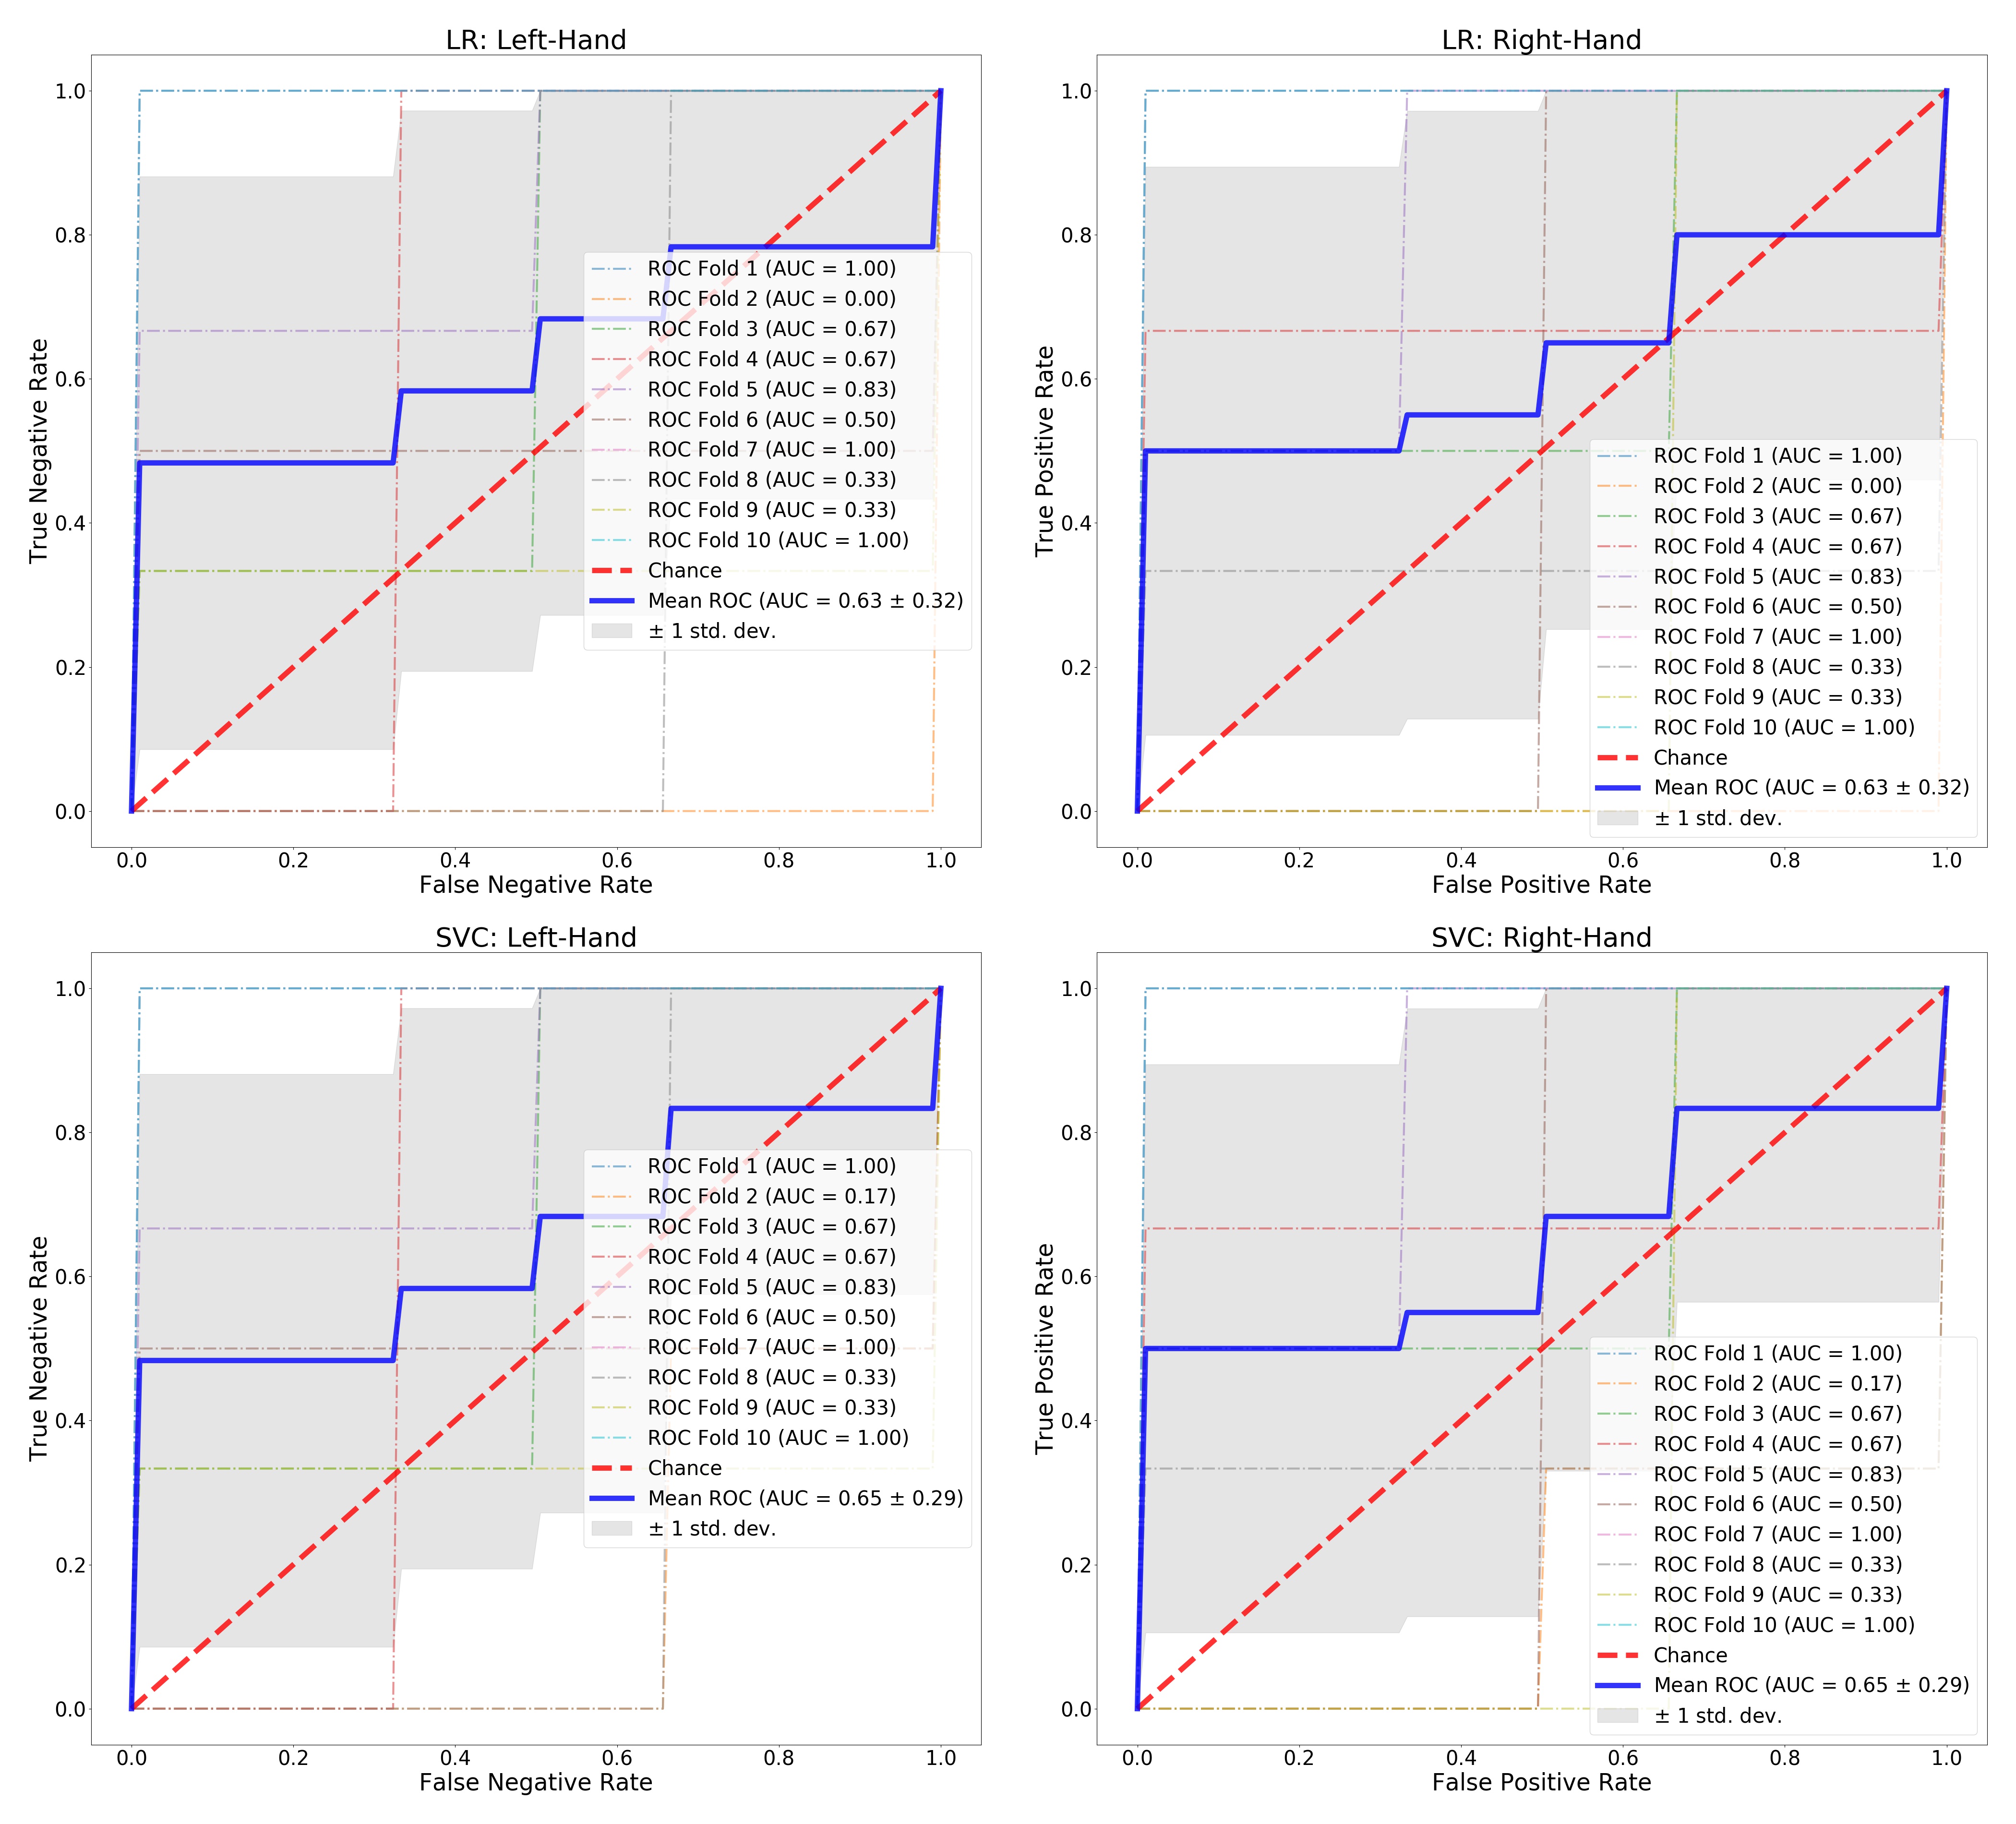 LR: Left-Hand
True Negative Rate
1.0
0.8
0.6
0.4
0.2
0.0
ROC Fold 1 (AUC = 1.00)
ROC Fold 2 (AUC = 0.00)
ROC Fold 3 (AUC = 0.67)
ROC Fold 4 (AUC = 0.67)
ROC Fold 5 (AUC = 0.83)
ROC Fold 6 (AUC = 0.50)
ROC Fold 7 (AUC = 1.00)
ROC Fold 8 (AUC = 0.33)
ROC Fold 9 (AUC = 0.33)
ROC Fold 10 (AUC = 1.00)
Chance
Mean ROC (AUC = 0.63 ± 0.32)
± 1 std. dev.
0.0 0.2 0.4 0.6 0.8 1.0
False Negative Rate
LR: Right-Hand
True Positive Rate
1.0
0.8
0.6
0.4
0.2
0.0
ROC Fold 1 (AUC = 1.00)
ROC Fold 2 (AUC = 0.00)
ROC Fold 3 (AUC = 0.67)
ROC Fold 4 (AUC = 0.67)
ROC Fold 5 (AUC = 0.83)
ROC Fold 6 (AUC = 0.50)
ROC Fold 7 (AUC = 1.00)
ROC Fold 8 (AUC = 0.33)
ROC Fold 9 (AUC = 0.33)
ROC Fold 10 (AUC = 1.00)
Chance
Mean ROC (AUC = 0.63 ± 0.32)
± 1 std. dev.
0.0 0.2 0.4 0.6 0.8 1.0
False Positive Rate
SVC: Left-Hand
True Negative Rate
1.0
0.8
0.6
0.4
0.2
0.0
ROC Fold 1 (AUC = 1.00)
ROC Fold 2 (AUC = 0.17)
ROC Fold 3 (AUC = 0.67)
ROC Fold 4 (AUC = 0.67)
ROC Fold 5 (AUC = 0.83)
ROC Fold 6 (AUC = 0.50)
ROC Fold 7 (AUC = 1.00)
ROC Fold 8 (AUC = 0.33)
ROC Fold 9 (AUC = 0.33)
ROC Fold 10 (AUC = 1.00)
Chance
Mean ROC (AUC = 0.65 ± 0.29)
± 1 std. dev.
0.0 0.2 0.4 0.6 0.8 1.0
False Negative Rate
SVC: Right-Hand
True Positive Rate
1.0
0.8
0.6
0.4
0.2
0.0
ROC Fold 1 (AUC = 1.00)
ROC Fold 2 (AUC = 0.17)
ROC Fold 3 (AUC = 0.67)
ROC Fold 4 (AUC = 0.67)
ROC Fold 5 (AUC = 0.83)
ROC Fold 6 (AUC = 0.50)
ROC Fold 7 (AUC = 1.00)
ROC Fold 8 (AUC = 0.33)
ROC Fold 9 (AUC = 0.33)
ROC Fold 10 (AUC = 1.00)
Chance
Mean ROC (AUC = 0.65 ± 0.29)
± 1 std. dev.
0.0 0.2 0.4 0.6 0.8 1.0
False Positive Rate